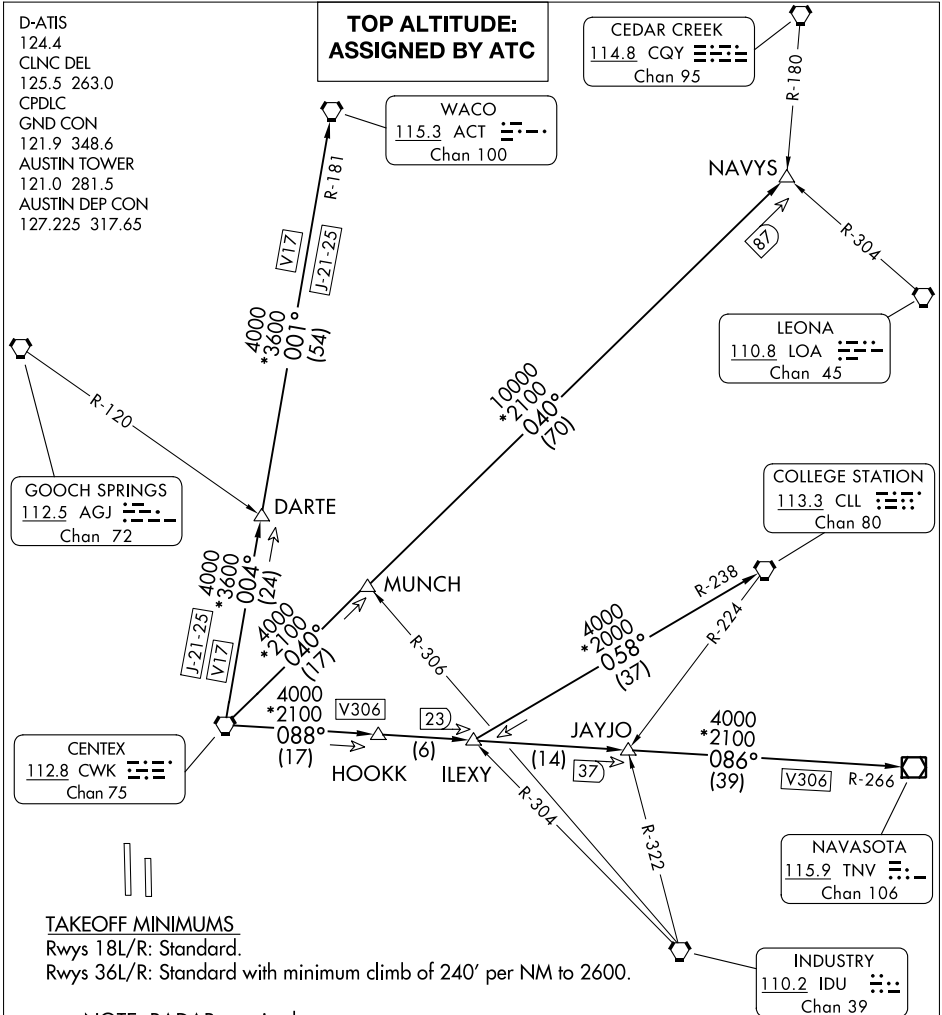 D-ATIS
124.4
CLNC DEL
125.5 263.0
CPDLC
GND CON
121.9 348.6
AUSTIN TOWER
121.0 281.5
AUSTIN DEP CON
127.225 317.65
TOP ALTITUDE:
ASSIGNED BY ATC
CEDAR CREEK
114.8 CQY
Chan 95
R-180
WACO
115.3 ACT
Chan 100
R-181
V17
J-21-25
4000
*3600
001°
(54)
NAVYS
87
R-304
LEONA
110.8 LOA
Chan 45
10000
*2100
040°
(70)
R-120
GOOCH SPRINGS
112.5 AGJ
Chan 72
DARTE
4000
*3600
004°
(24)
J-21-25
V17
MUNCH
4000
*2100
040°
(17)
R-306
COLLEGE STATION
113.3 CLL
Chan 80
R-238
R-224
4000
*2000
058°
(37)
4000
*2100
088°
(17)
V306
HOOKK
(6)
23
ILEXY
(14)
JAYJO
37
4000
*2100
086°
(39)
V306
R-266
CENTEX
112.8 CWK
Chan 75
R-304
R-322
NAVASOTA
115.9 TNV
Chan 106
INDUSTRY
110.2 IDU
Chan 39
TAKEOFF MINIMUMS
Rwys 18L/R: Standard.
Rwys 36L/R: Standard with minimum climb of 240' per NM to 2600.